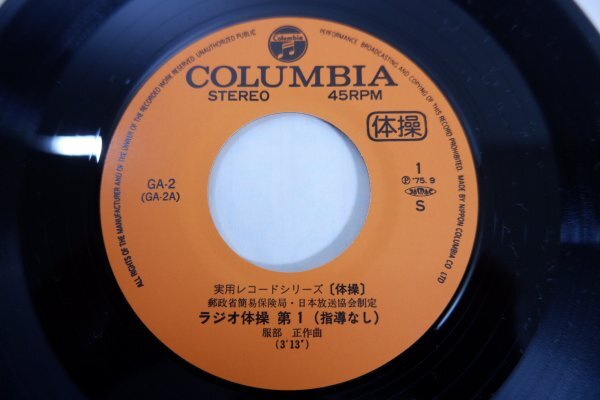 ALL RIGHTS OF THE MANUFACTURER AND OF THE OWNER OF THE RECORDED WORK RESERVED UNAUTHORIZED PUBLIC PERFORMANCE BROADCASTING AND COPYING OF THIS RECORD PROHIBITED. MADE BY NIPPON COLUMBIA CO LTD
Columbia
COLUMBIA
STEREO 45RPM
体操
GA-2
(GA-2A)
1
Ⓟ '75.9
S
実用レコードシリーズ〔体操〕
郵政省簡易保険局・日本放送協会制定
ラジオ体操 第1(指導なし)
服部 正作曲
(3'13")